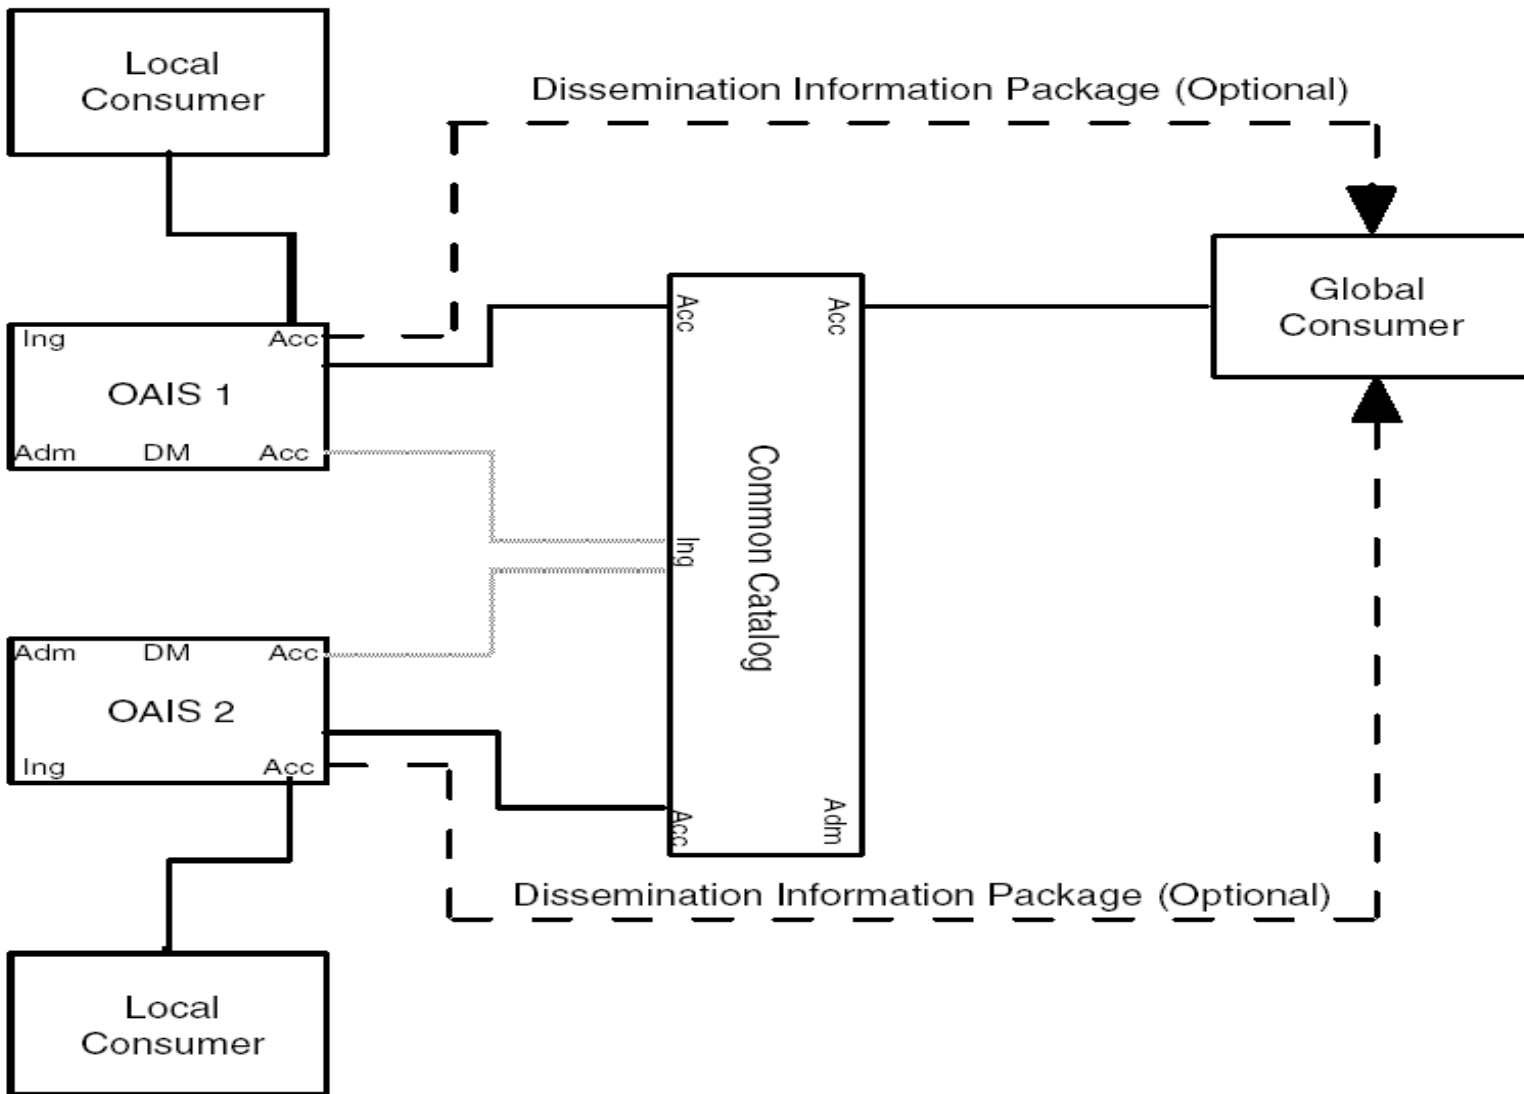 Local
Consumer
Dissemination Information Package (Optional)
Global
Consumer
Ing
Acc
OAIS 1
Adm
DM
Acc
Acc
Acc
Ing
Common Catalog
Acc
Adm
Adm
DM
Acc
OAIS 2
Ing
Acc
Dissemination Information Package (Optional)
Local
Consumer